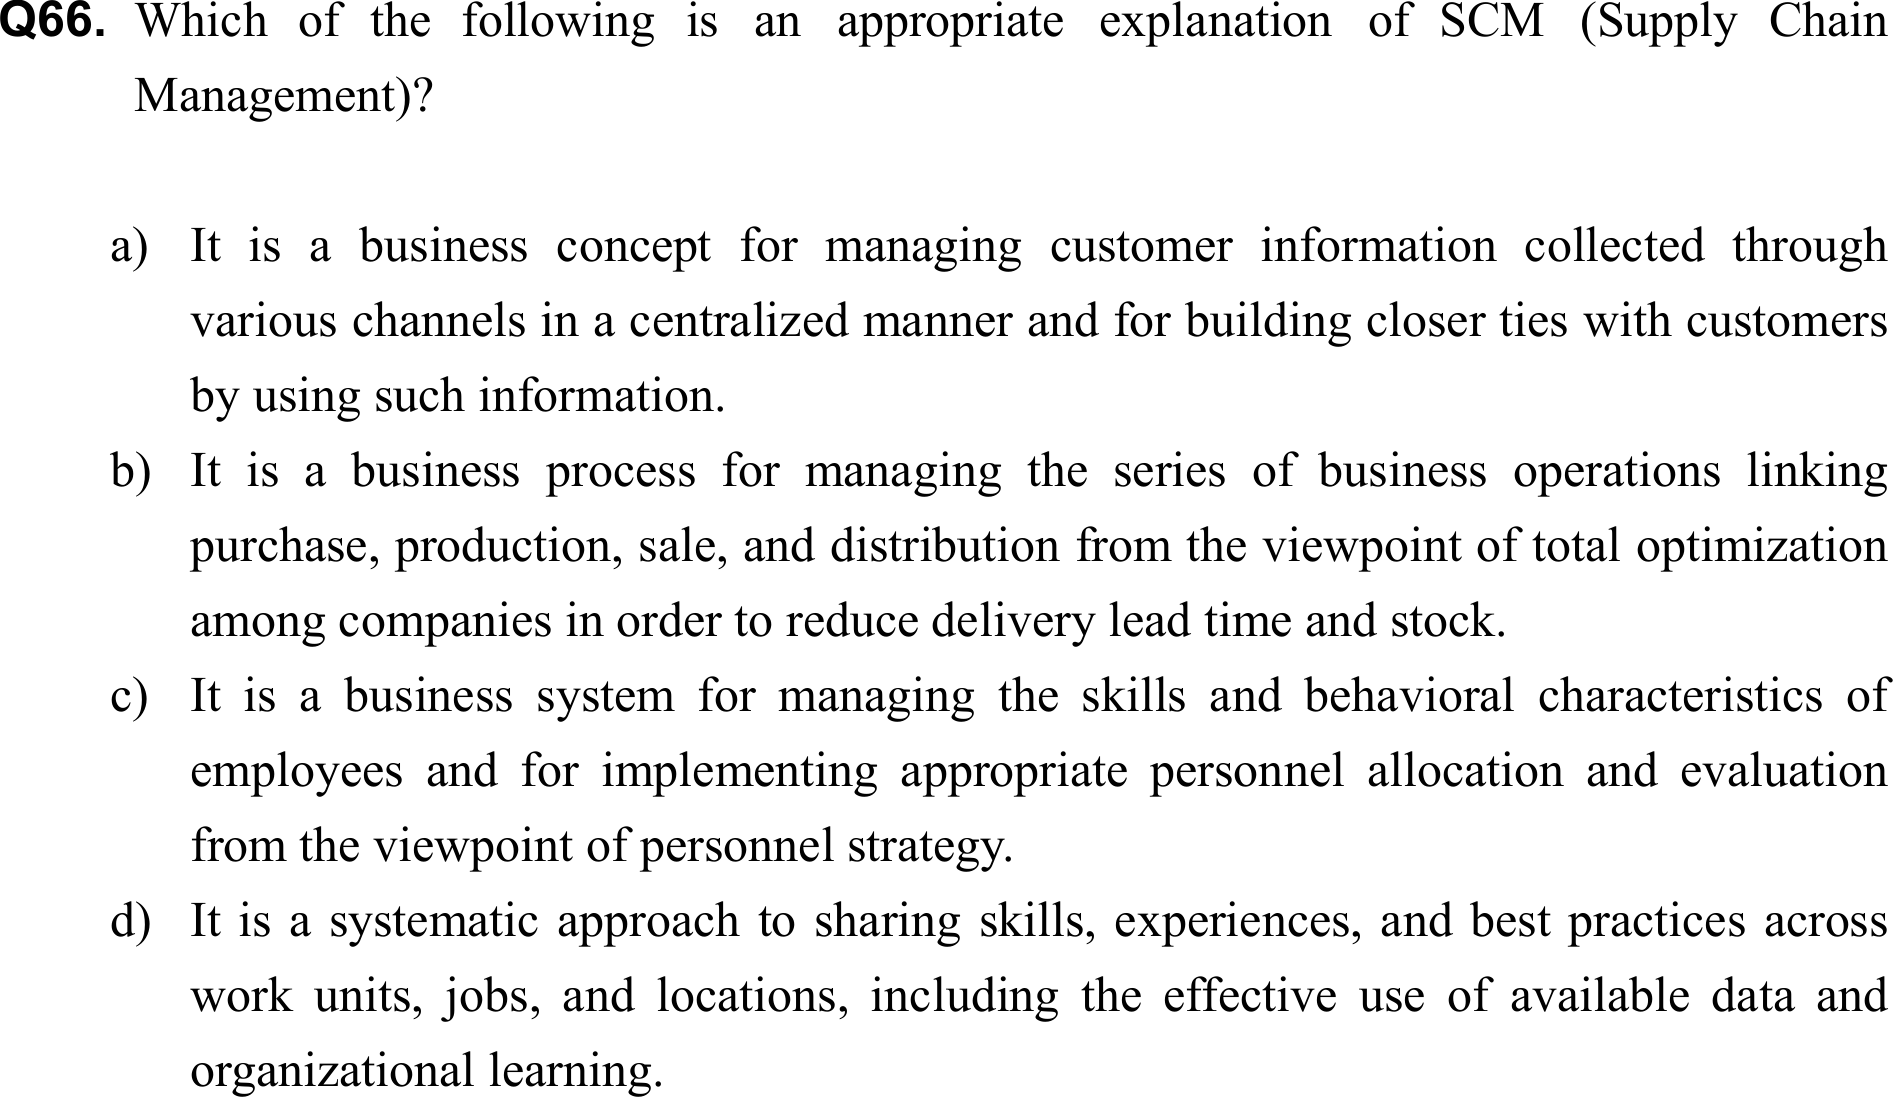 Q66. Which of the following is an appropriate explanation of SCM (Supply Chain
Management)?
a) It is a business concept for managing customer information collected through
various channels in a centralized manner and for building closer ties with customers
by using such information.
b) It is a business process for managing the series of business operations linking
purchase, production, sale, and distribution from the viewpoint of total optimization
among companies in order to reduce delivery lead time and stock.
c) It is a business system for managing the skills and behavioral characteristics of
employees and for implementing appropriate personnel allocation and evaluation
from the viewpoint of personnel strategy.
d) It is a systematic approach to sharing skills, experiences, and best practices across
work units, jobs, and locations, including the effective use of available data and
organizational learning.